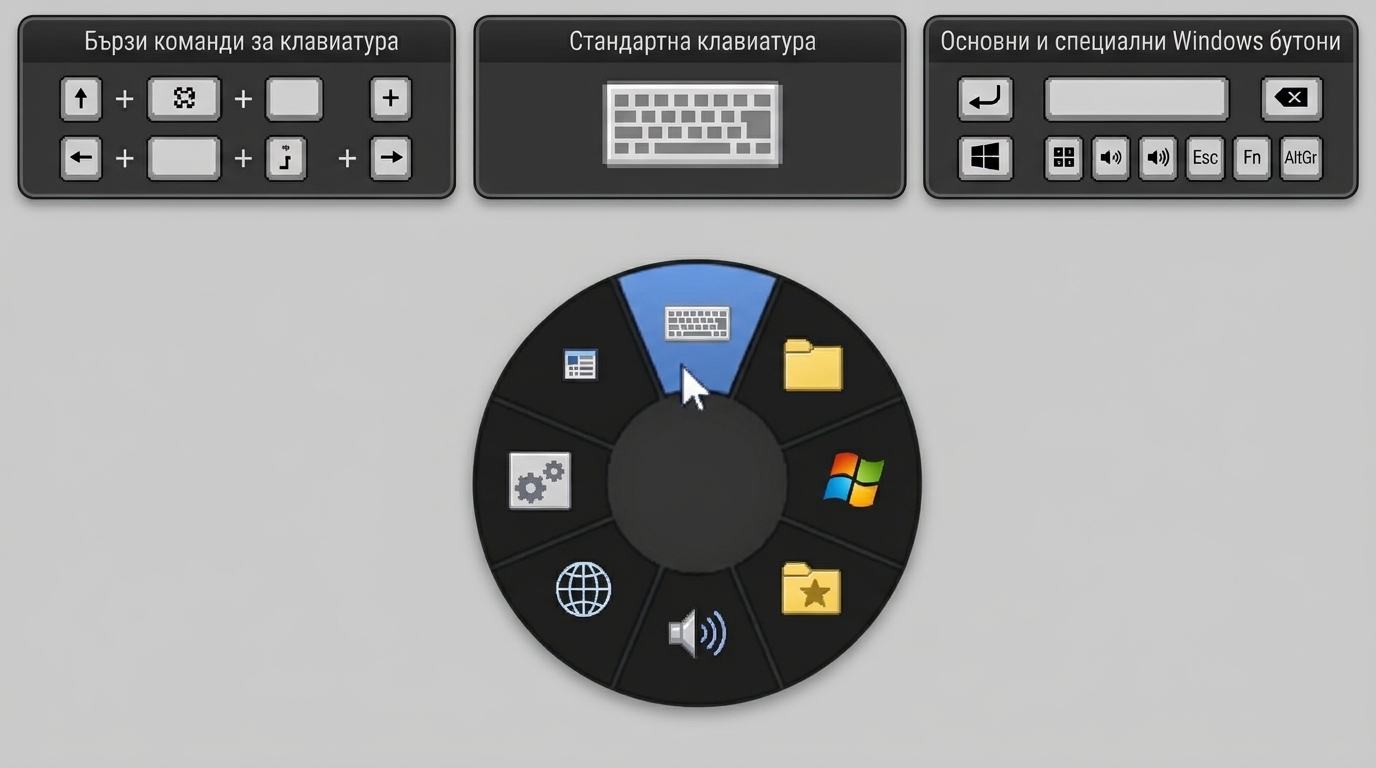 Бързи команди за клавиатура
Стандартна клавиатура
Основни и специални Windows бутони
Esc
Fn
AltGr